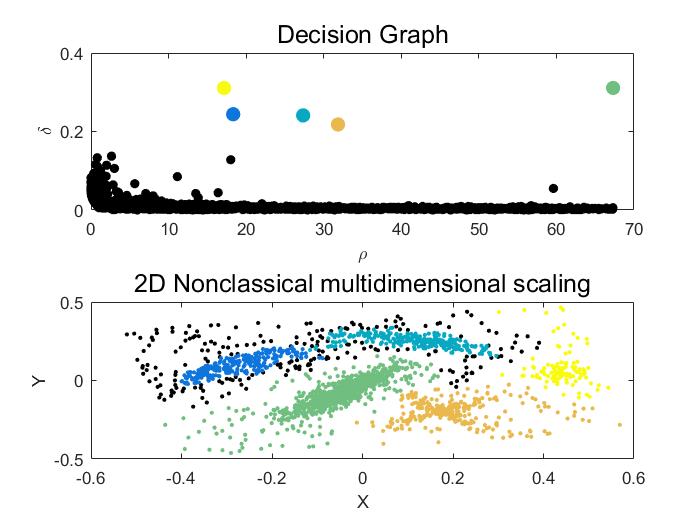 Decision Graph
0.4
0.2
0
δ
0 10 20 30 40 50 60 70
ρ
2D Nonclassical multidimensional scaling
0.5
0
-0.5
Y
-0.6 -0.4 -0.2 0 0.2 0.4 0.6
X